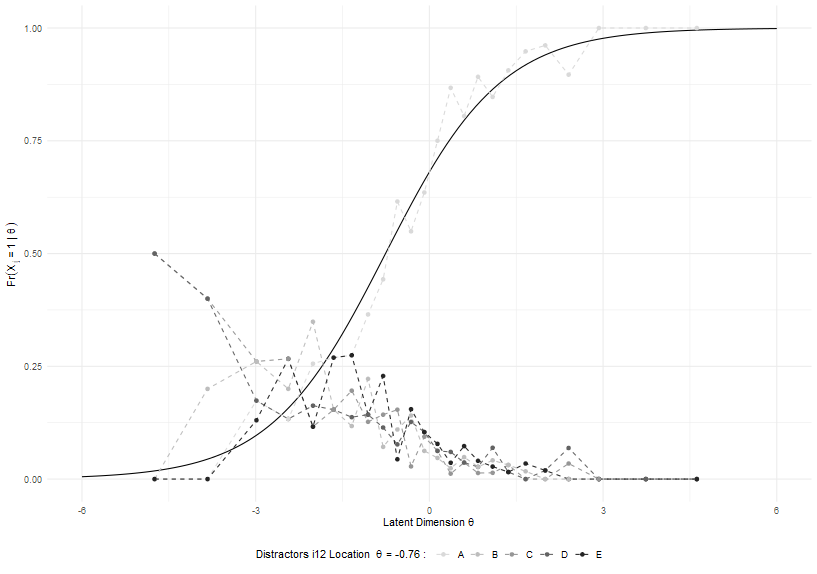 1.00
0.75
0.50
0.25
0.00
Pr(Xⱼ = 1 | θ)
-6 -3 0 3 6
Latent Dimension θ
Distractors i12 Location θ = -0.76 : A B C D E